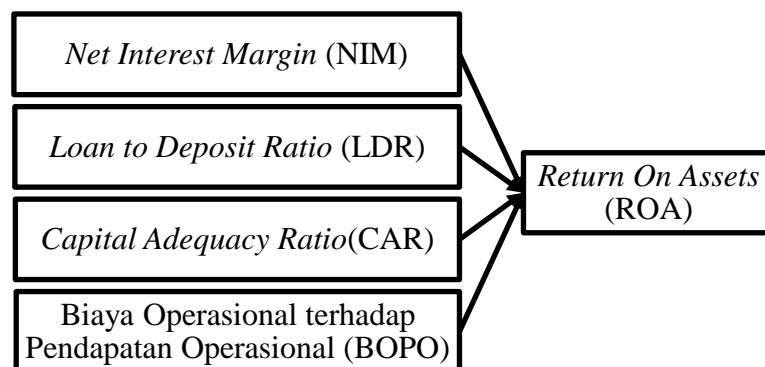 Net Interest Margin (NIM)
Loan to Deposit Ratio (LDR)
Capital Adequacy Ratio(CAR)
Biaya Operasional terhadap
Pendapatan Operasional (BOPO)
Return On Assets
(ROA)